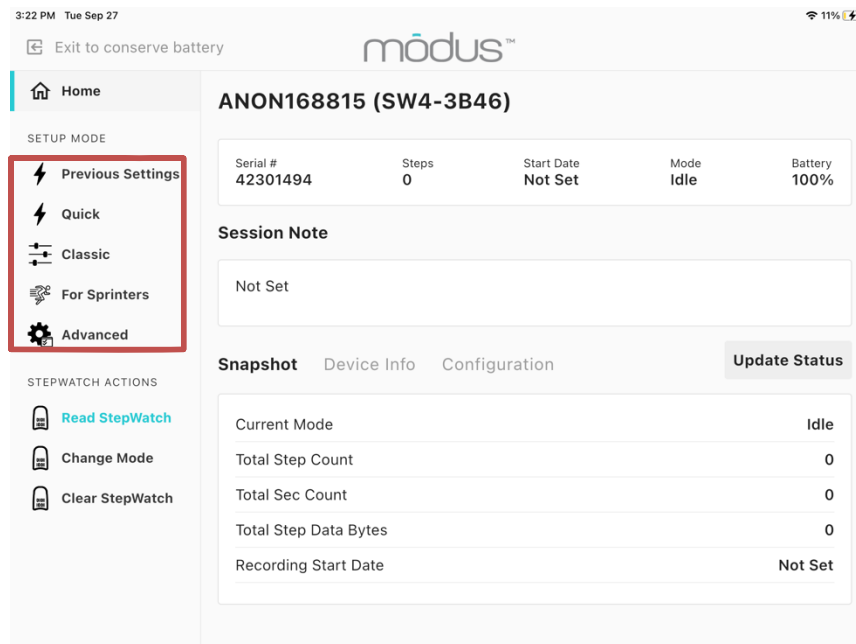 3:22 PM Tue Sep 27 11%
Exit to conserve battery
mōdus™
Home
SETUP MODE
Previous Settings
Quick
Classic
For Sprinters
Advanced
STEPWATCH ACTIONS
Read StepWatch
Change Mode
Clear StepWatch
ANON168815 (SW4-3B46)
Serial # Steps Start Date Mode Battery
42301494 0 Not Set Idle 100%
Session Note
Not Set
Snapshot Device Info Configuration Update Status
Current Mode Idle
Total Step Count 0
Total Sec Count 0
Total Step Data Bytes 0
Recording Start Date Not Set